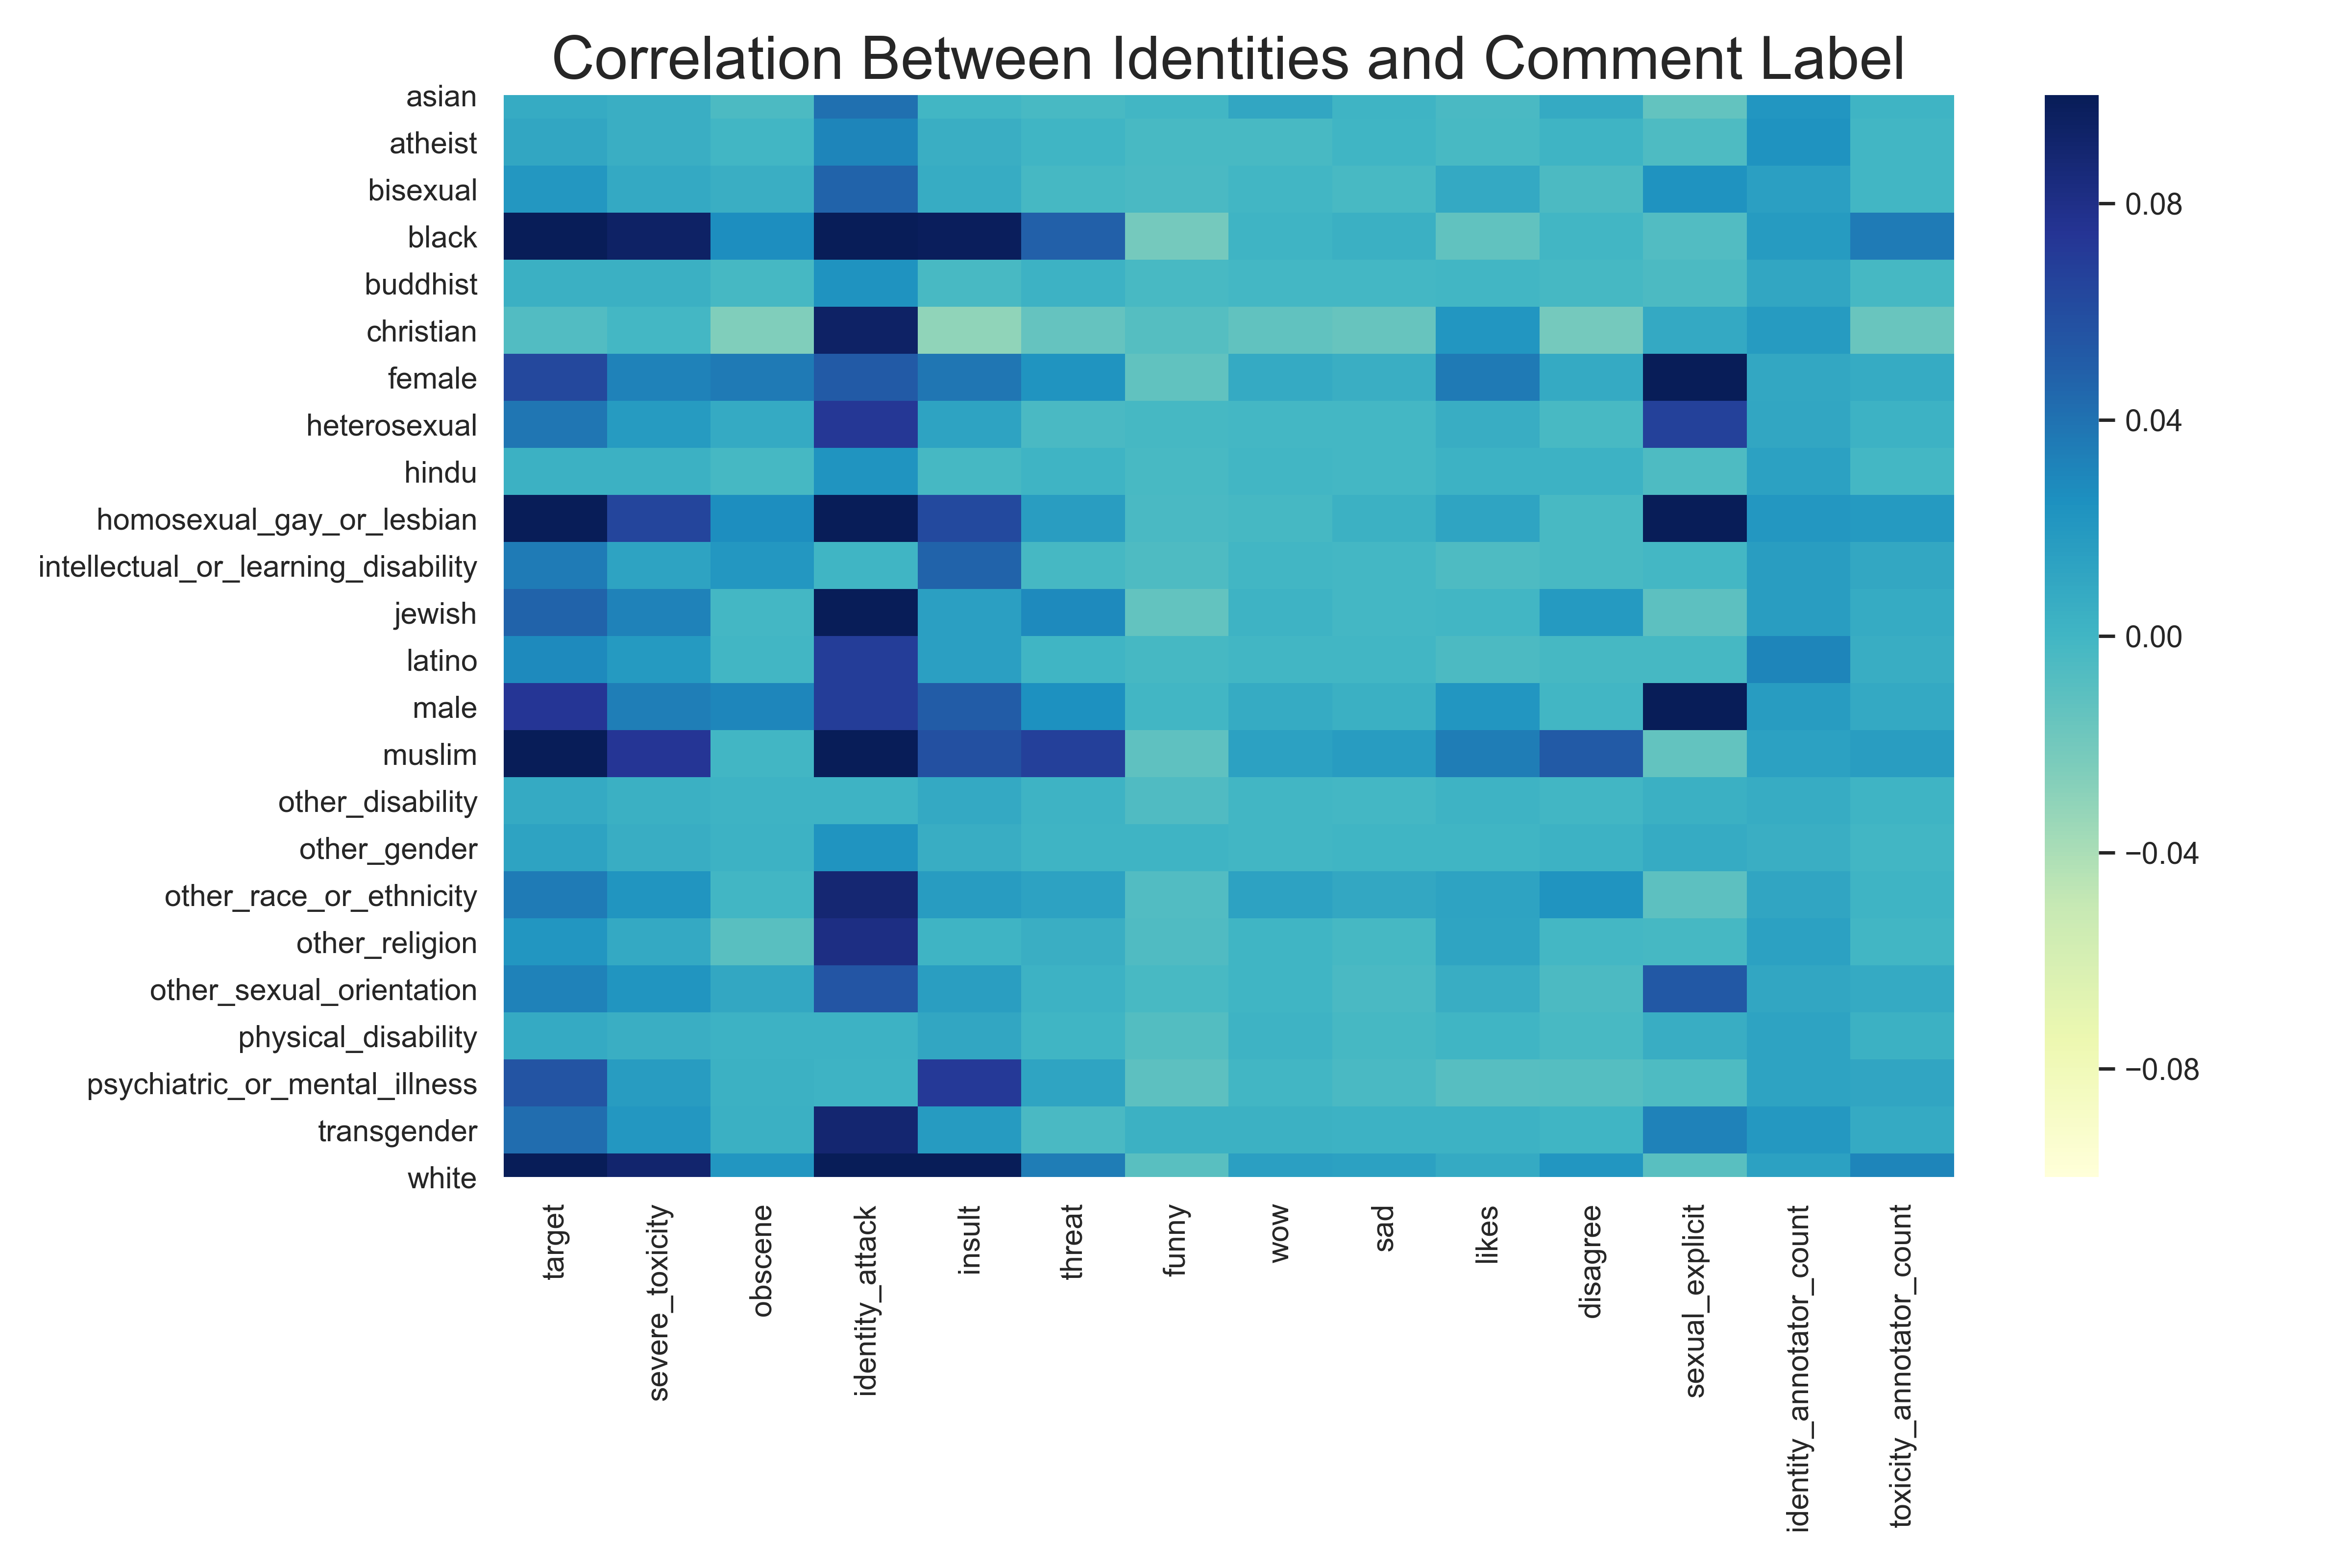 Correlation Between Identities and Comment Label
asian
atheist
bisexual
black
buddhist
christian
female
heterosexual
hindu
homosexual_gay_or_lesbian
intellectual_or_learning_disability
jewish
latino
male
muslim
other_disability
other_gender
other_race_or_ethnicity
other_religion
other_sexual_orientation
physical_disability
psychiatric_or_mental_illness
transgender
white
target
severe_toxicity
obscene
identity_attack
insult
threat
funny
wow
sad
likes
disagree
sexual_explicit
identity_annotator_count
toxicity_annotator_count
0.08
0.04
0.00
−0.04
−0.08